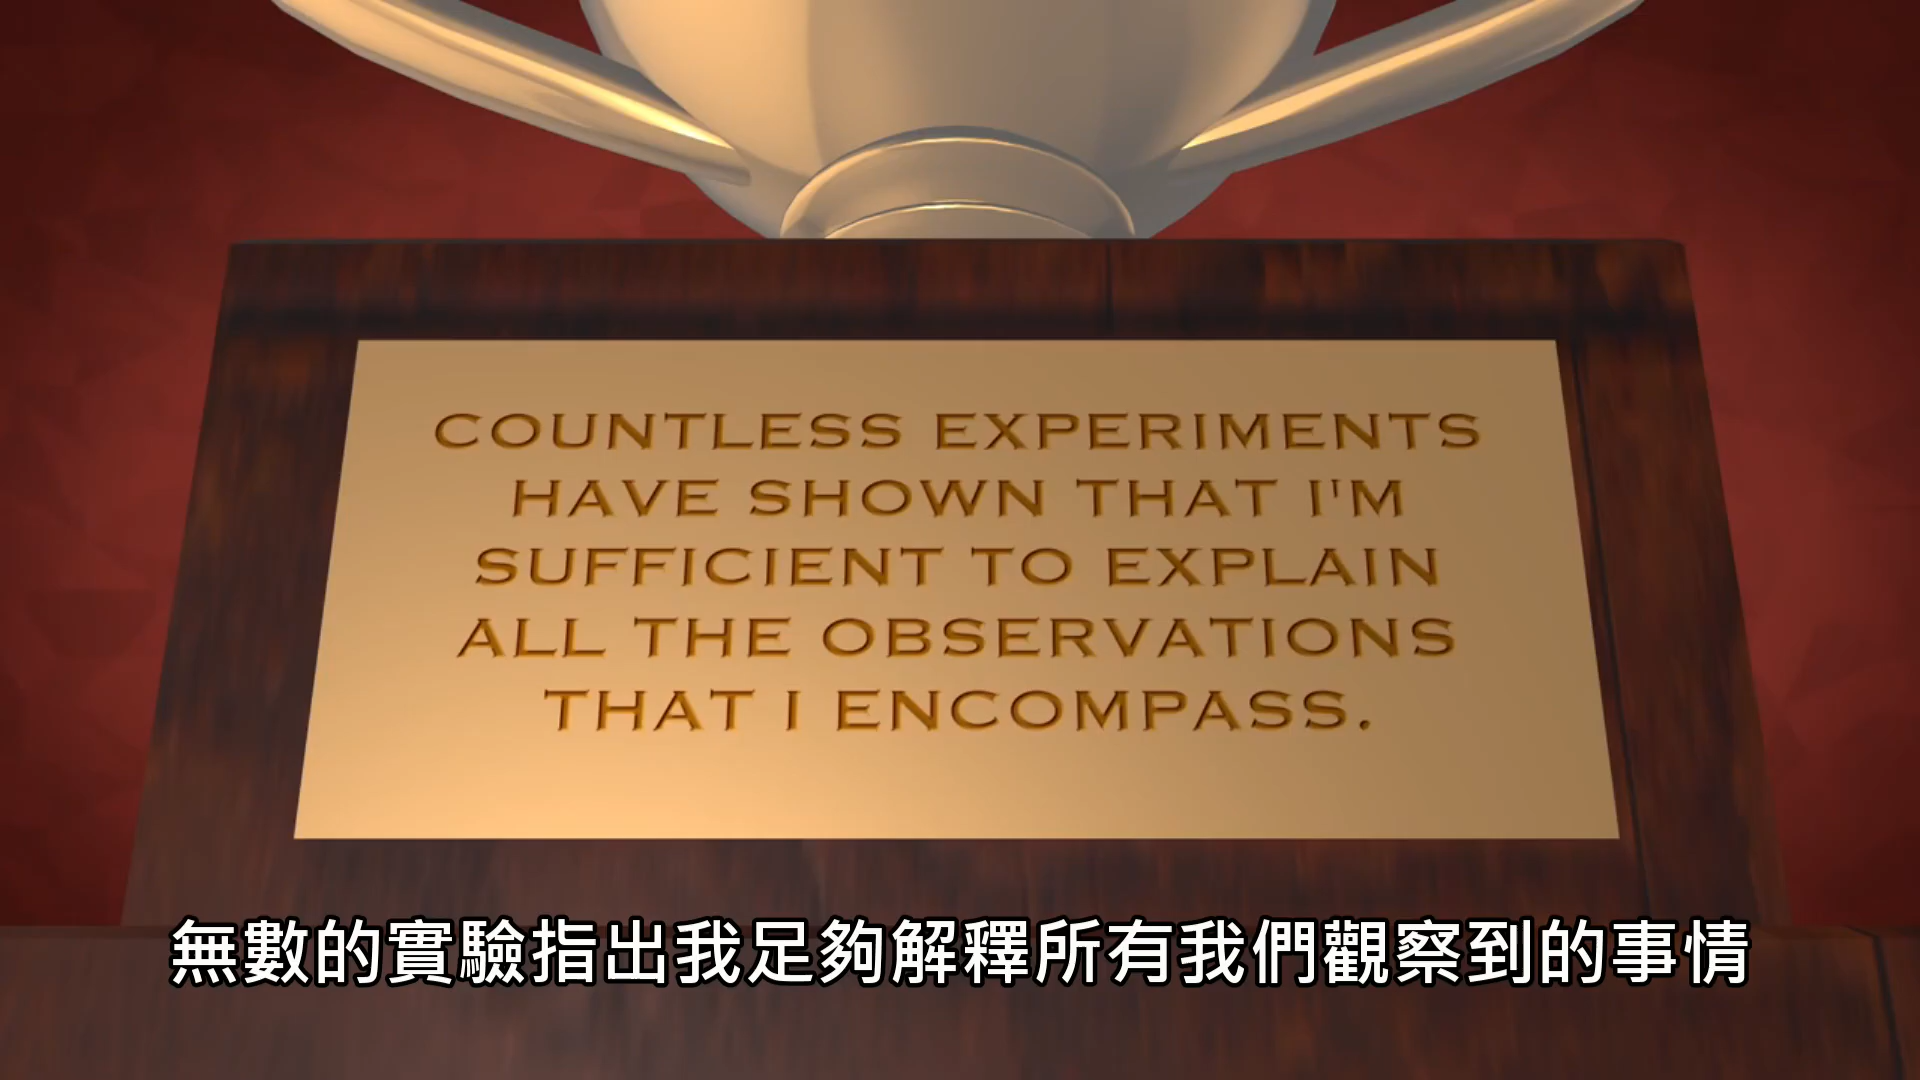 COUNTLESS EXPERIMENTS
HAVE SHOWN THAT I'M
SUFFICIENT TO EXPLAIN
ALL THE OBSERVATIONS
THAT I ENCOMPASS.
無數的實驗指出我足夠解釋所有我們觀察到的事情